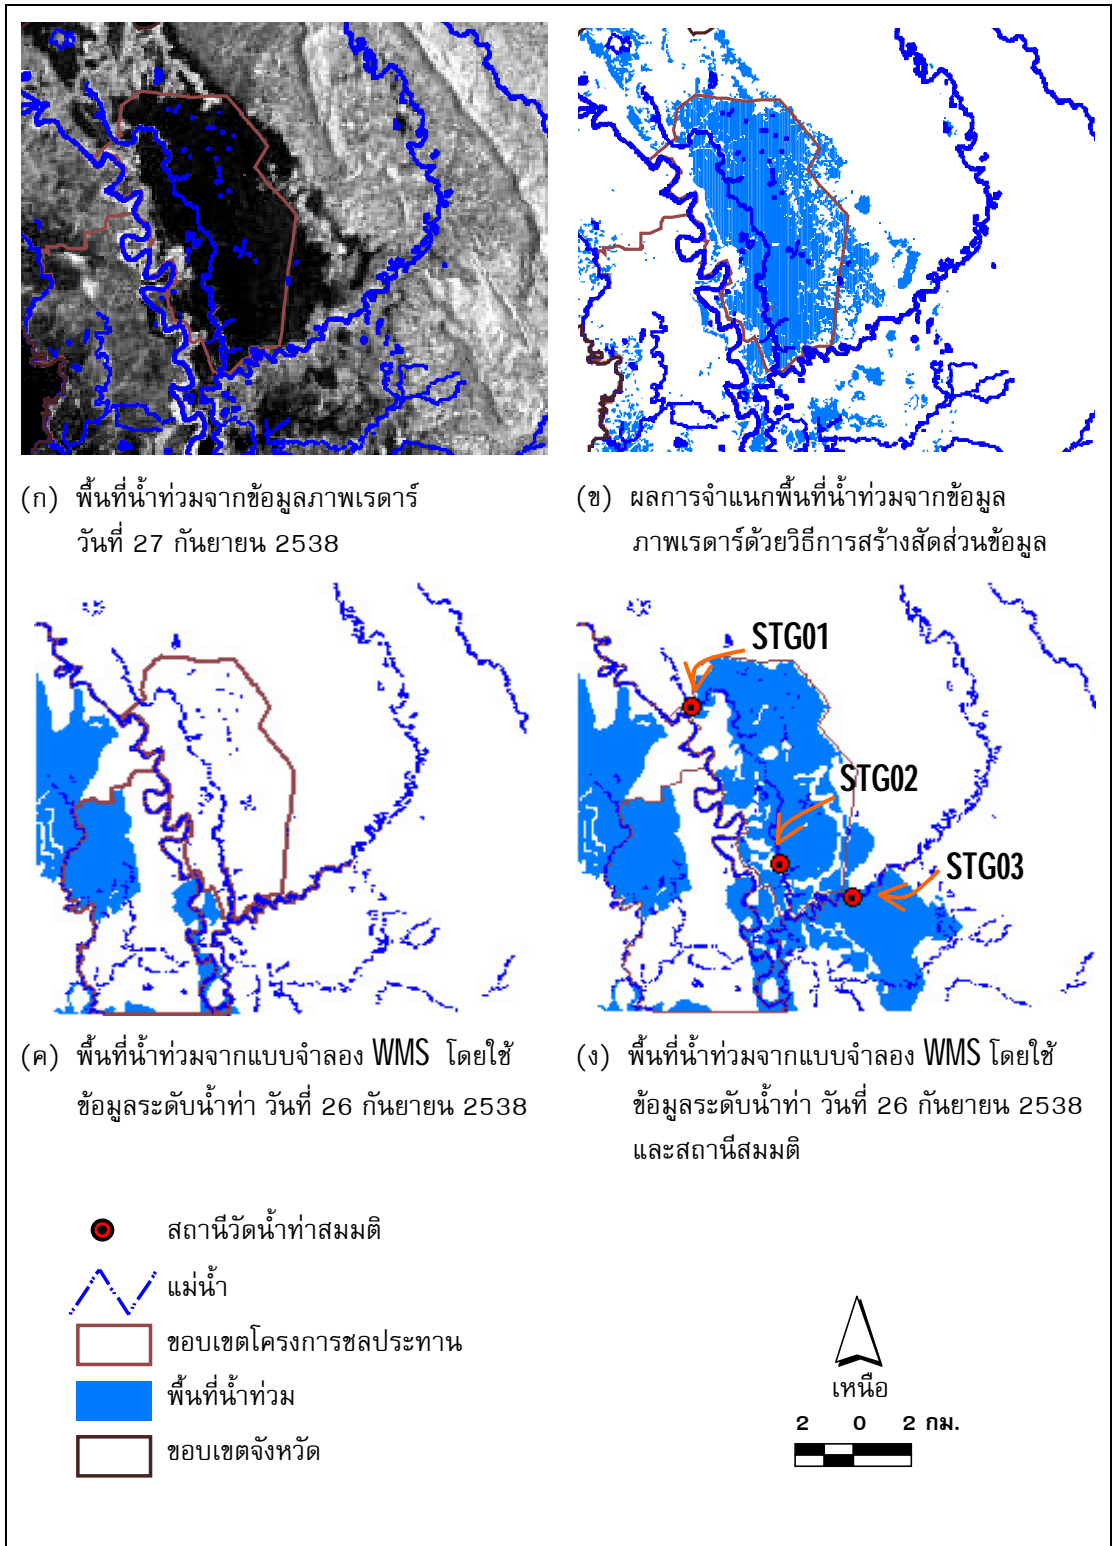 (ก) พื้นที่น้ำท่วมจากข้อมูลภาพเรดาร์
วันที่ 27 กันยายน 2538
(ข) ผลการจำแนกพื้นที่น้ำท่วมจากข้อมูล
ภาพเรดาร์ด้วยวิธีการสร้างสัดส่วนข้อมูล
STG01
STG02
STG03
(ค) พื้นที่น้ำท่วมจากแบบจำลอง WMS โดยใช้
ข้อมูลระดับน้ำท่า วันที่ 26 กันยายน 2538
(ง) พื้นที่น้ำท่วมจากแบบจำลอง WMS โดยใช้
ข้อมูลระดับน้ำท่า วันที่ 26 กันยายน 2538
และสถานีสมมติ
สถานีวัดน้ำท่าสมมติ
แม่น้ำ
ขอบเขตโครงการชลประทาน
พื้นที่น้ำท่วม
ขอบเขตจังหวัด
เหนือ
2 0 2 กม.